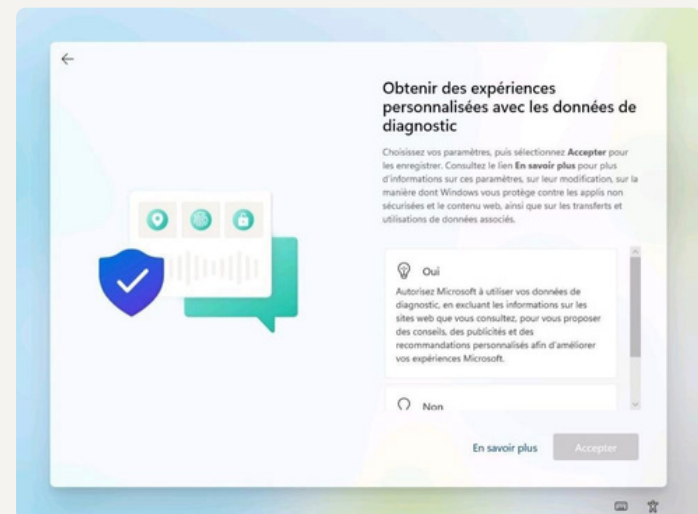 Obtenir des expériences
personnalisées avec les données de
diagnostic
Choisissez vos paramètres, puis sélectionnez Accepter pour
les enregistrer. Consultez le lien En savoir plus pour plus
d'informations sur ces paramètres, sur leur modification, sur la
manière dont Windows vous protège contre les applis non
sécurisées et le contenu web, ainsi que sur les transferts et
utilisations de données associés.
Oui
Autorisez Microsoft à utiliser vos données de
diagnostic, en excluant les informations sur les
sites web que vous consultez, pour vous proposer
des conseils, des publicités et des
recommandations personnalisés afin d'améliorer
vos expériences Microsoft.
Non
En savoir plus
Accepter